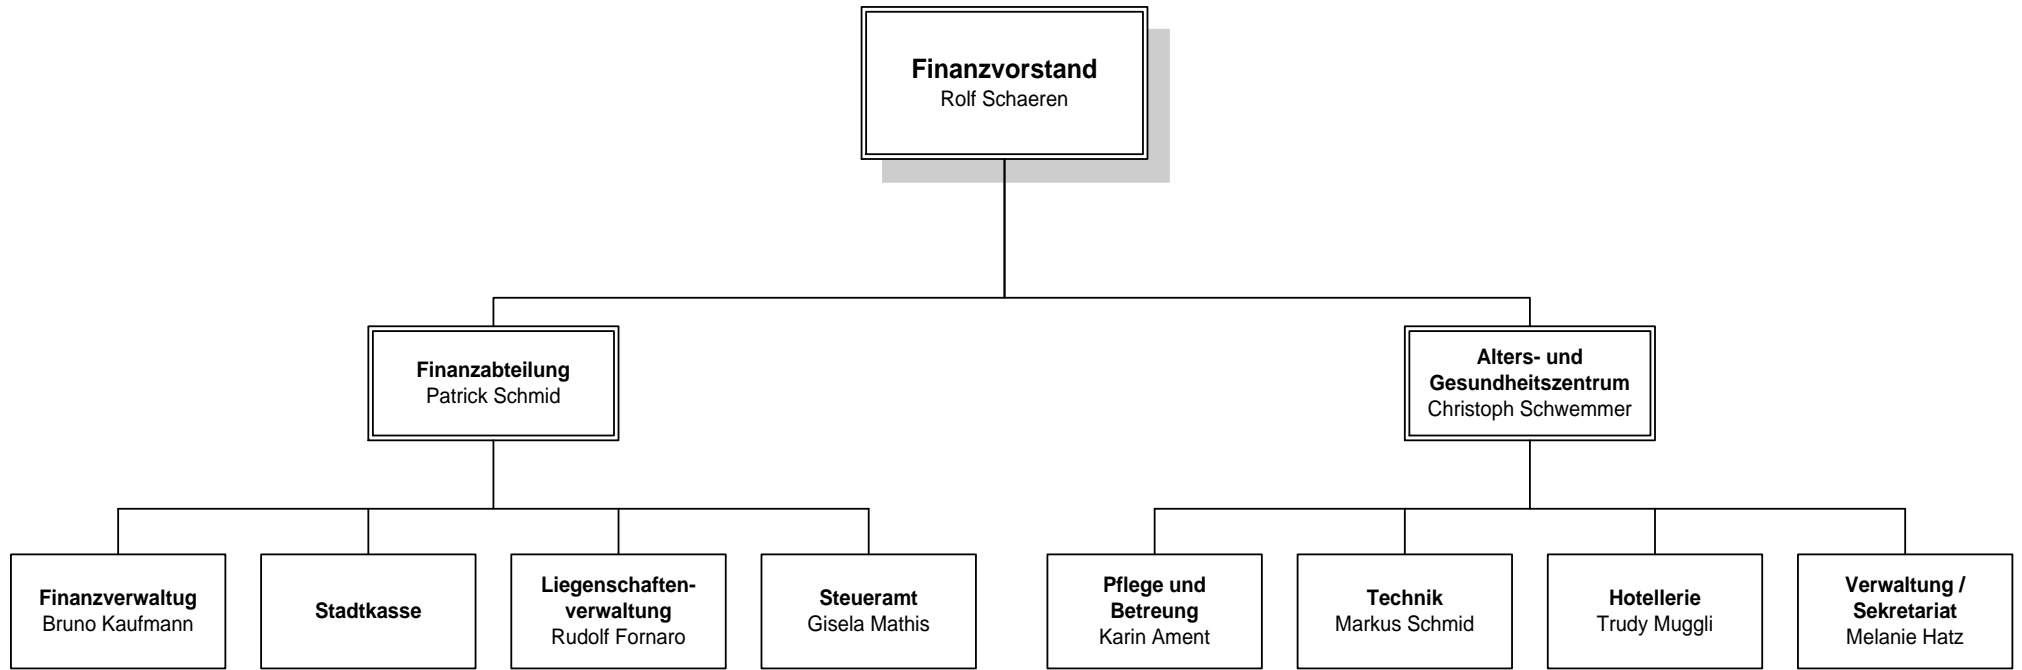 Finanzvorstand
Rolf Schaeren
Finanzabteilung
Patrick Schmid
Alters- und
Gesundheitszentrum
Christoph Schwemmer
Finanzverwaltug
Bruno Kaufmann
Stadtkasse
Liegenschaften-
verwaltung
Rudolf Fornaro
Steueramt
Gisela Mathis
Pflege und
Betreung
Karin Ament
Technik
Markus Schmid
Hotellerie
Trudy Muggli
Verwaltung /
Sekretariat
Melanie Hatz